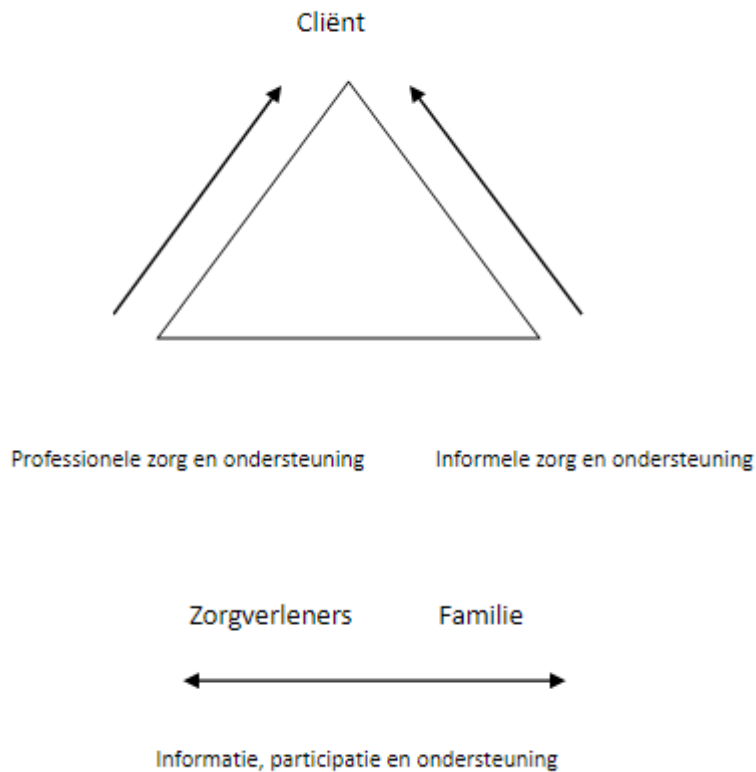 Cliënt
Professionele zorg en ondersteuning
Informele zorg en ondersteuning
Zorgverleners
Familie
Informatie, participatie en ondersteuning